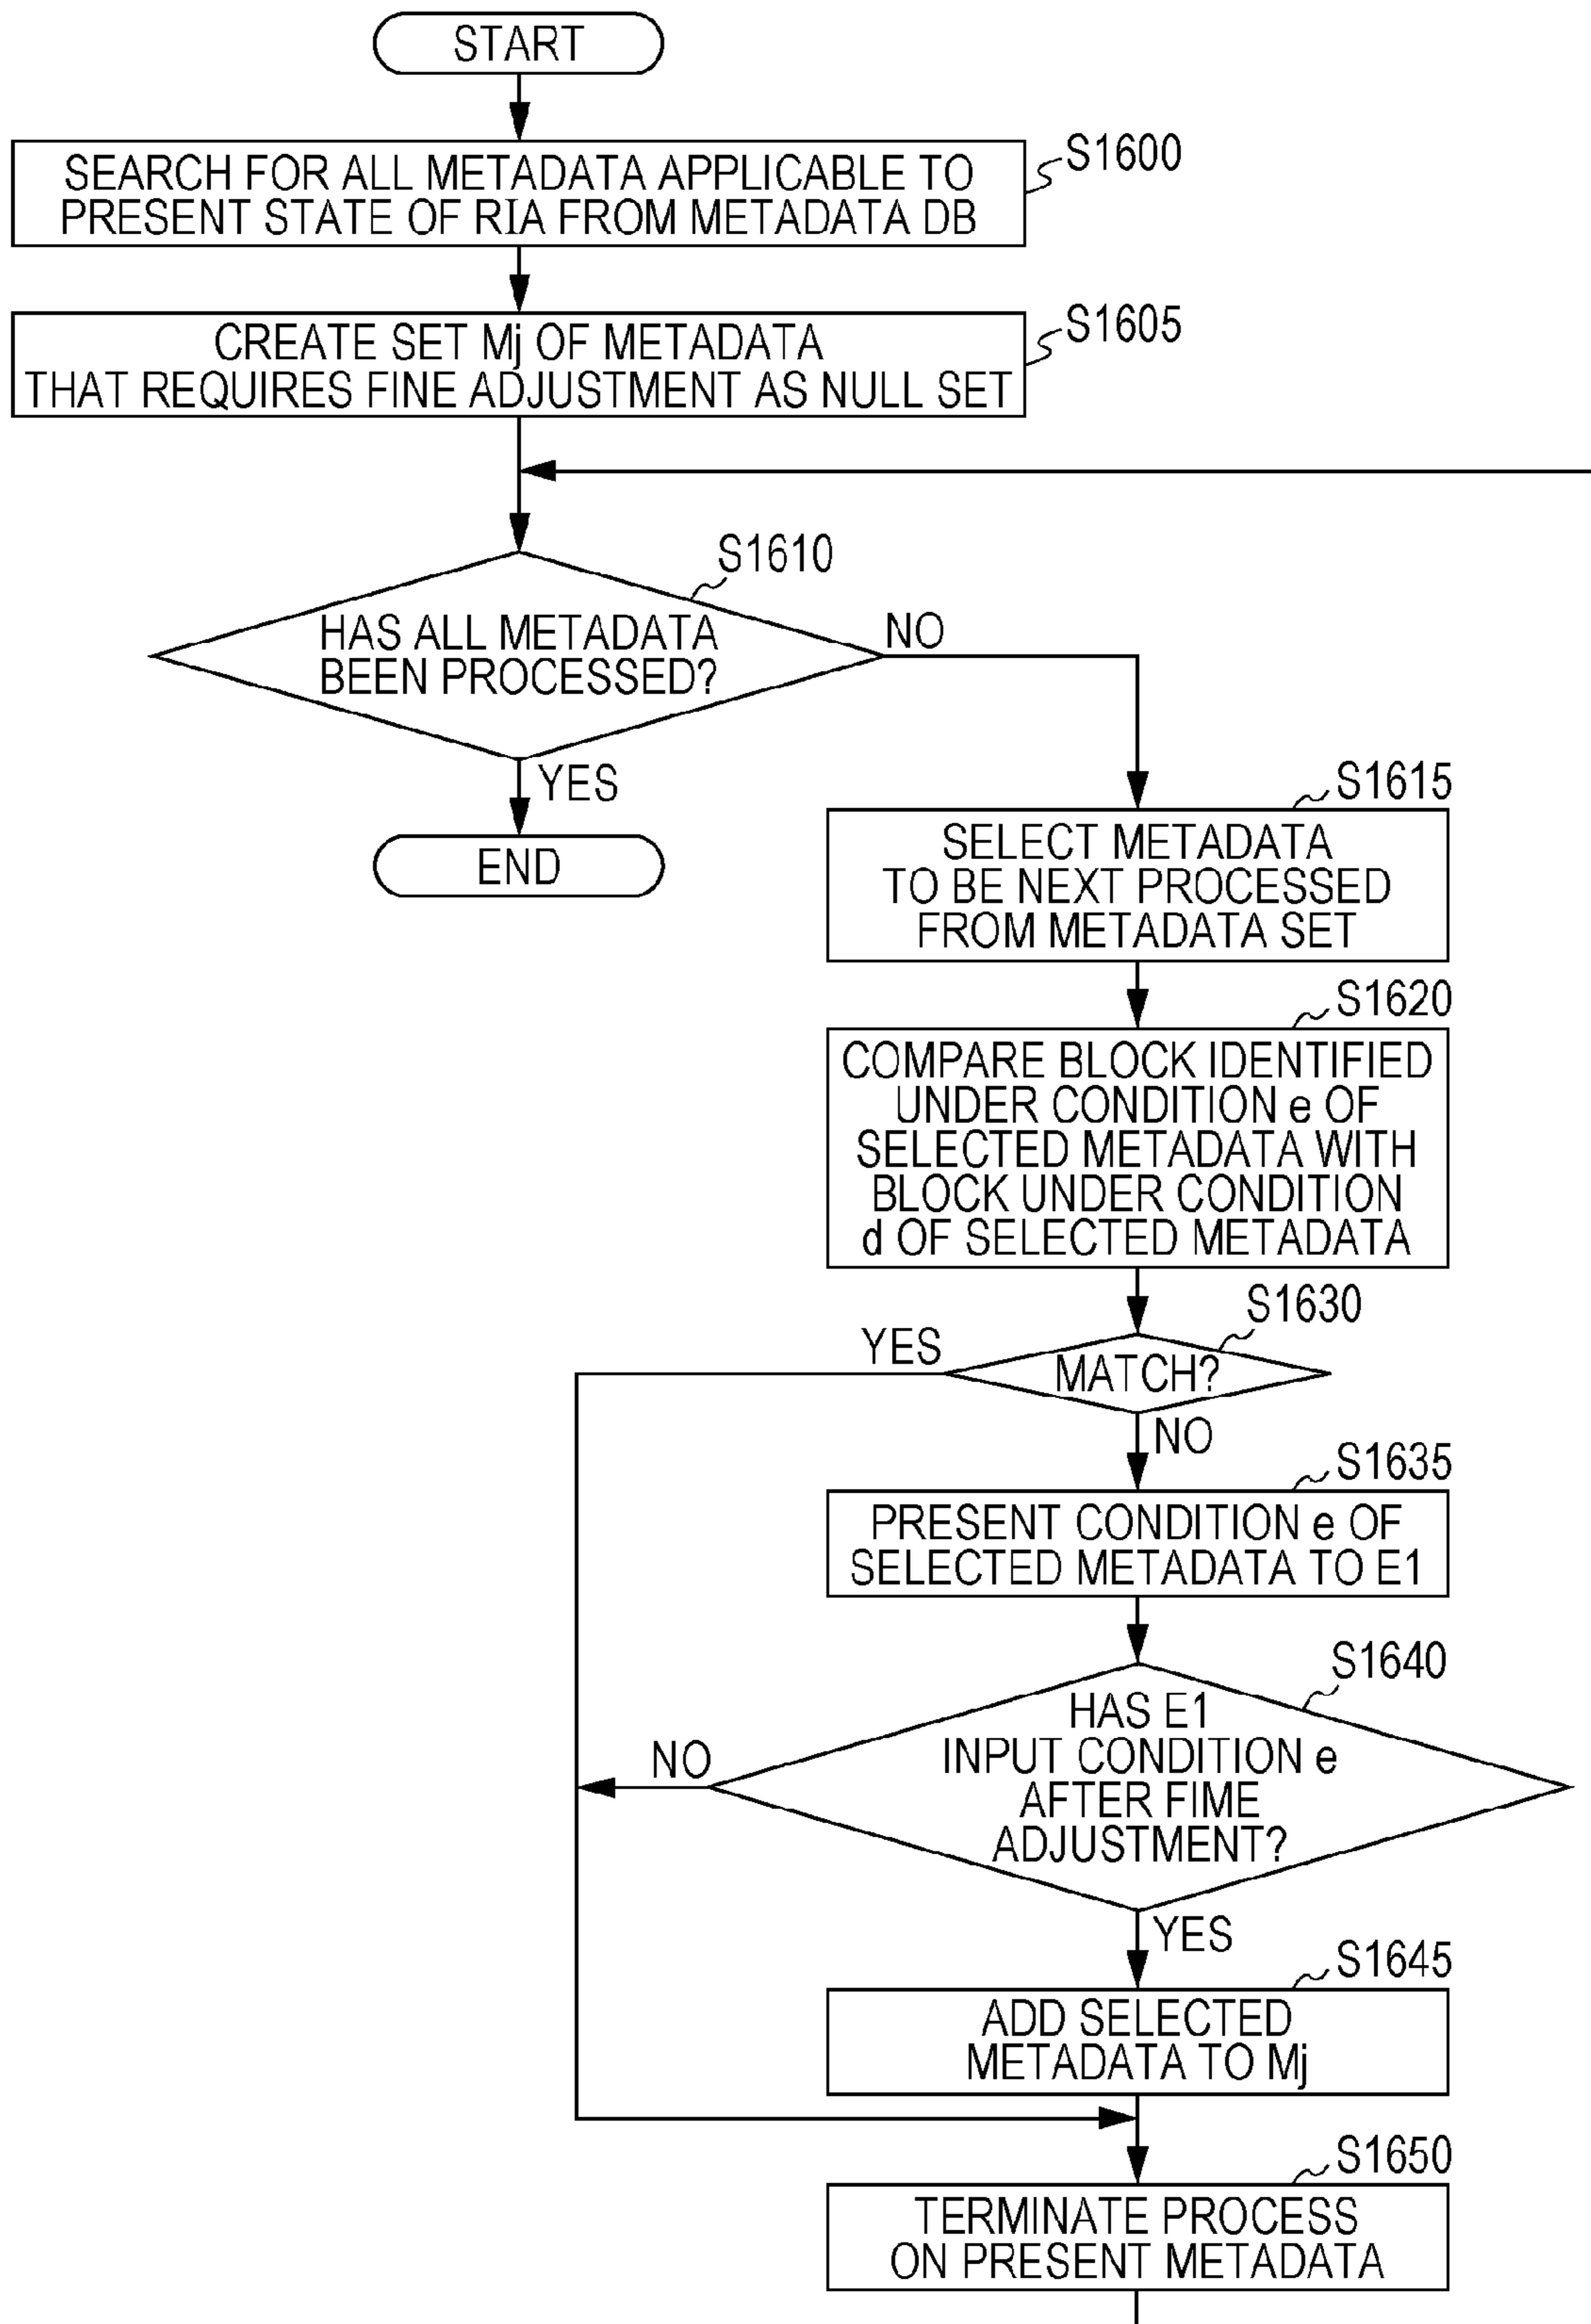 START
S1600
SEARCH FOR ALL METADATA APPLICABLE TO
PRESENT STATE OF RIA FROM METADATA DB
S1605
CREATE SET Mj OF METADATA
THAT REQUIRES FINE ADJUSTMENT AS NULL SET
S1610
HAS ALL METADATA
BEEN PROCESSED?
NO
YES
END
S1615
SELECT METADATA
TO BE NEXT PROCESSED
FROM METADATA SET
S1620
COMPARE BLOCK IDENTIFIED
UNDER CONDITION e OF
SELECTED METADATA WITH
BLOCK UNDER CONDITION
d OF SELECTED METADATA
S1630
YES
MATCH?
NO
S1635
PRESENT CONDITION e OF
SELECTED METADATA TO E1
S1640
HAS E1
INPUT CONDITION e
AFTER FIME
ADJUSTMENT?
NO
YES
S1645
ADD SELECTED
METADATA TO Mj
S1650
TERMINATE PROCESS
ON PRESENT METADATA